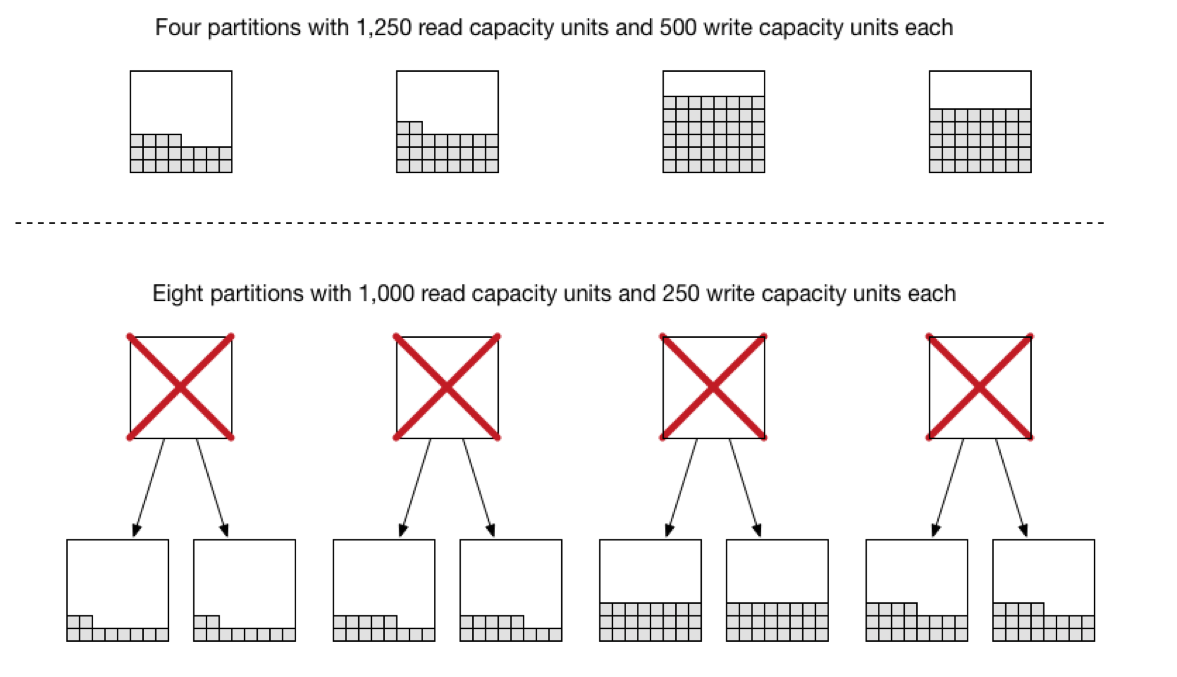 Four partitions with 1,250 read capacity units and 500 write capacity units each
Eight partitions with 1,000 read capacity units and 250 write capacity units each